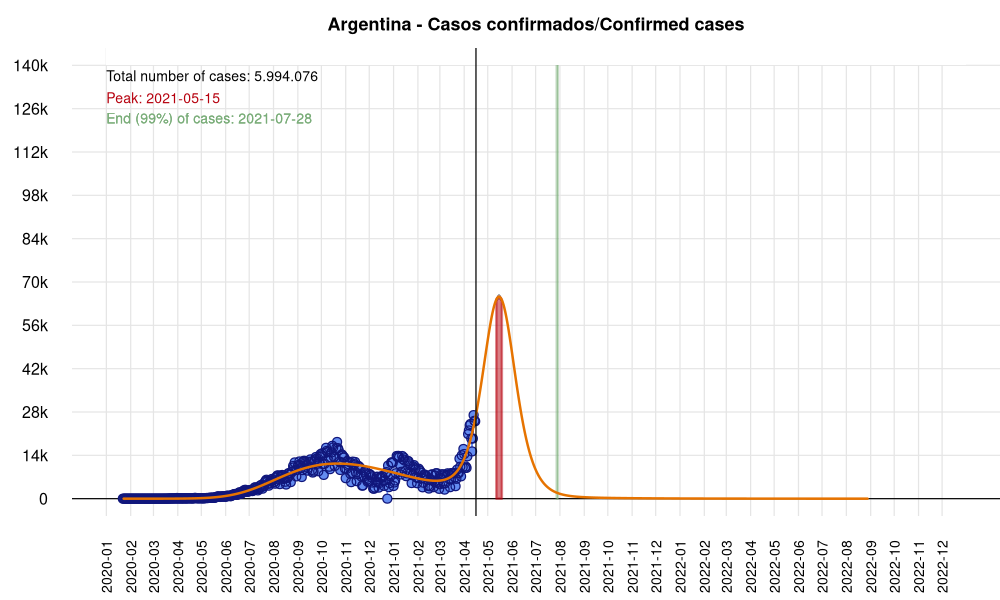 Argentina - Casos confirmados/Confirmed cases
Total number of cases: 5.994.076
Peak: 2021-05-15
End (99%) of cases: 2021-07-28
140k
126k
112k
98k
84k
70k
56k
42k
28k
14k
0
2020-01
2020-02
2020-03
2020-04
2020-05
2020-06
2020-07
2020-08
2020-09
2020-10
2020-11
2020-12
2021-01
2021-02
2021-03
2021-04
2021-05
2021-06
2021-07
2021-08
2021-09
2021-10
2021-11
2021-12
2022-01
2022-02
2022-03
2022-04
2022-05
2022-06
2022-07
2022-08
2022-09
2022-10
2022-11
2022-12